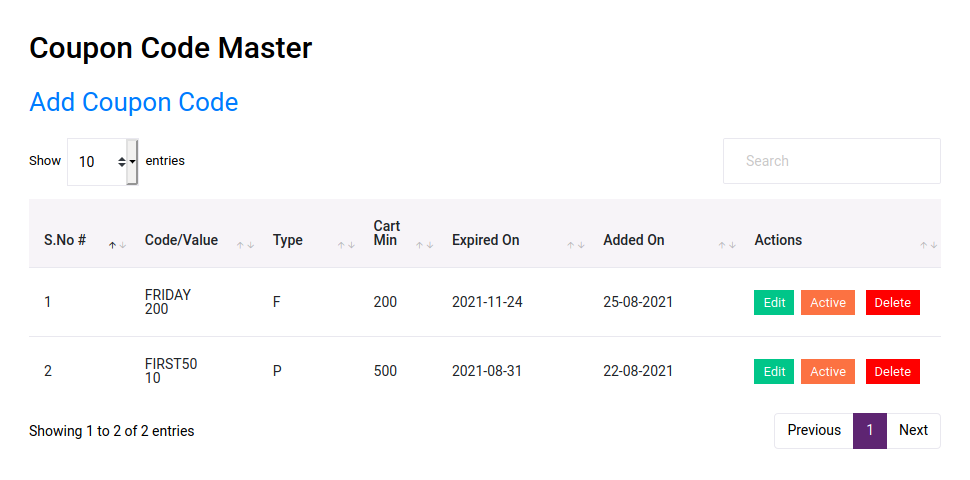 Coupon Code Master
Add Coupon Code
Show 10 entries
Search
S.No # Code/Value Type Cart Min Expired On Added On Actions
1 FRIDAY 200 F 200 2021-11-24 25-08-2021 Edit Active Delete
2 FIRST50 10 P 500 2021-08-31 22-08-2021 Edit Active Delete
Showing 1 to 2 of 2 entries
Previous 1 Next